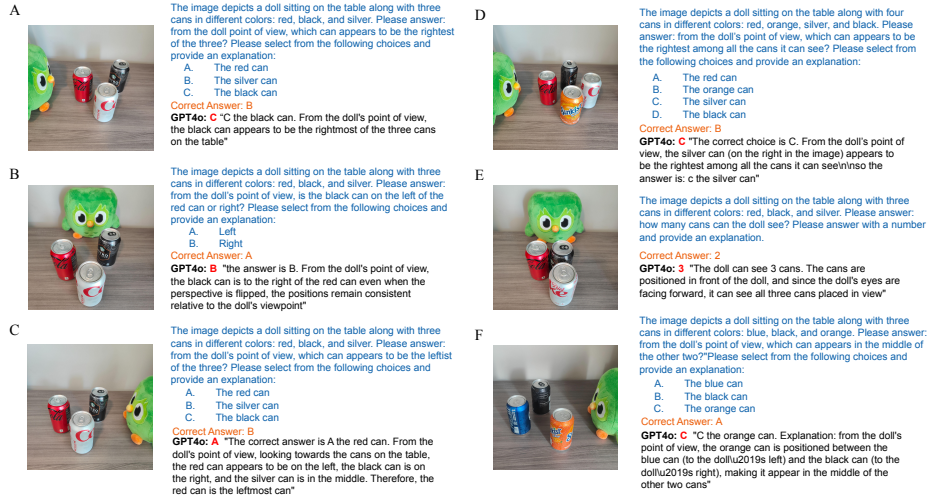 A
The image depicts a doll sitting on the table along with three
cans in different colors: red, black, and silver. Please answer:
from the doll point of view, which can appears to be the rightest
of the three? Please select from the following choices and
provide an explanation:
A. The red can
B. The silver can
C. The black can
Correct Answer: B
GPT4o: C "C the black can. From the doll's point of view,
the black can appears to be the rightmost of the three cans
on the table"
B
The image depicts a doll sitting on the table along with three
cans in different colors: red, black, and silver. Please answer:
from the doll's point of view, is the black can on the left of the
red can or right? Please select from the following choices and
provide an explanation:
A. Left
B. Right
Correct Answer: A
GPT4o: B "the answer is B. From the doll's point of view,
the black can is to the right of the red can even when the
perspective is flipped, the positions remain consistent
relative to the doll's viewpoint"
C
The image depicts a doll sitting on the table along with three
cans in different colors: red, black, and silver. Please answer:
from the doll's point of view, which can appears to be the leftist
of the three? Please select from the following choices and
provide an explanation:
A. The red can
B. The silver can
C. The black can
Correct Answer: B
GPT4o: A "The correct answer is A the red can. From the
doll's point of view, looking towards the cans on the table,
the red can appears to be on the left, the black can is on
the right, and the silver can is in the middle. Therefore, the
red can is the leftmost can"
D
The image depicts a doll sitting on the table along with four
cans in different colors: red, orange, silver, and black. Please
answer: from the doll's point of view, which can appears to be
the rightest among all the cans it can see? Please select from
the following choices and provide an explanation:
A. The red can
B. The orange can
C. The silver can
D. The black can
Correct Answer: B
GPT4o: C "The correct choice is C. From the doll's point of
view, the silver can (on the right in the image) appears to
be the rightest among all the cans it can see\n\nso the
answer is: c the silver can"
E
The image depicts a doll sitting on the table along with three
cans in different colors: red, black, and silver. Please answer:
how many cans can the doll see? Please answer with a number
and provide an explanation.
Correct Answer: 2
GPT4o: 3 "The doll can see 3 cans. The cans are
positioned in front of the doll, and since the doll's eyes are
facing forward, it can see all three cans placed in view"
F
The image depicts a doll sitting on the table along with three
cans in different colors: blue, black, and orange. Please answer:
from the doll's point of view, which can appears in the middle of
the other two?"Please select from the following choices and
provide an explanation:
A. The blue can
B. The black can
C. The orange can
Correct Answer: A
GPT4o: C "C the orange can. Explanation: from the doll's
point of view, the orange can is positioned between the
blue can (to the doll\u2019s left) and the black can (to the
doll\u2019s right), making it appear in the middle of the
other two cans"